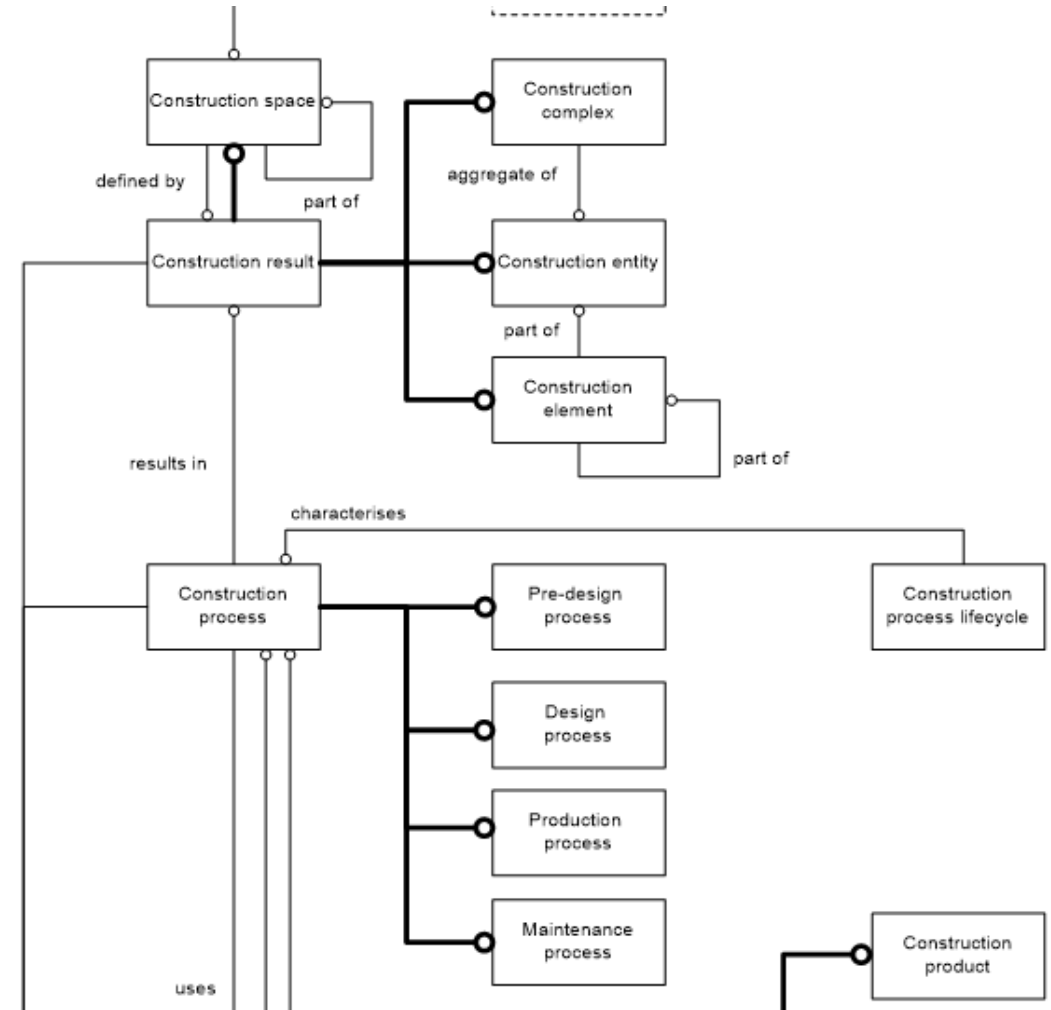 Construction space
Construction
complex
defined by
part of
aggregate of
Construction result
Construction entity
part of
Construction
element
part of
results in
characterises
Construction
process
Pre-design
process
Construction
process lifecycle
Design
process
Production
process
Maintenance
process
Construction
product
uses